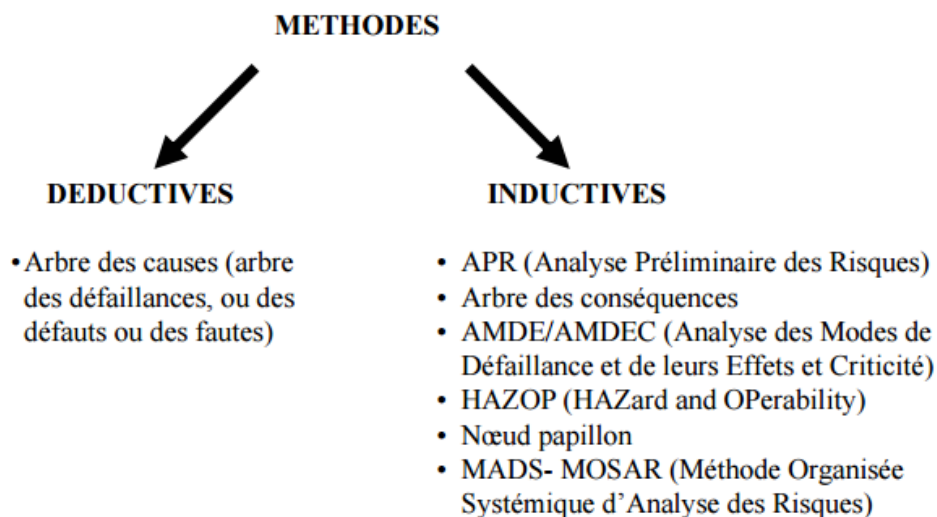 METHODES
DEDUCTIVES
• Arbre des causes (arbre
des défaillances, ou des
défauts ou des fautes)
INDUCTIVES
• APR (Analyse Préliminaire des Risques)
• Arbre des conséquences
• AMDE/AMDEC (Analyse des Modes de
Défaillance et de leurs Effets et Criticité)
• HAZOP (HAZard and OPerability)
• Nœud papillon
• MADS- MOSAR (Méthode Organisée
Systémique d’Analyse des Risques)